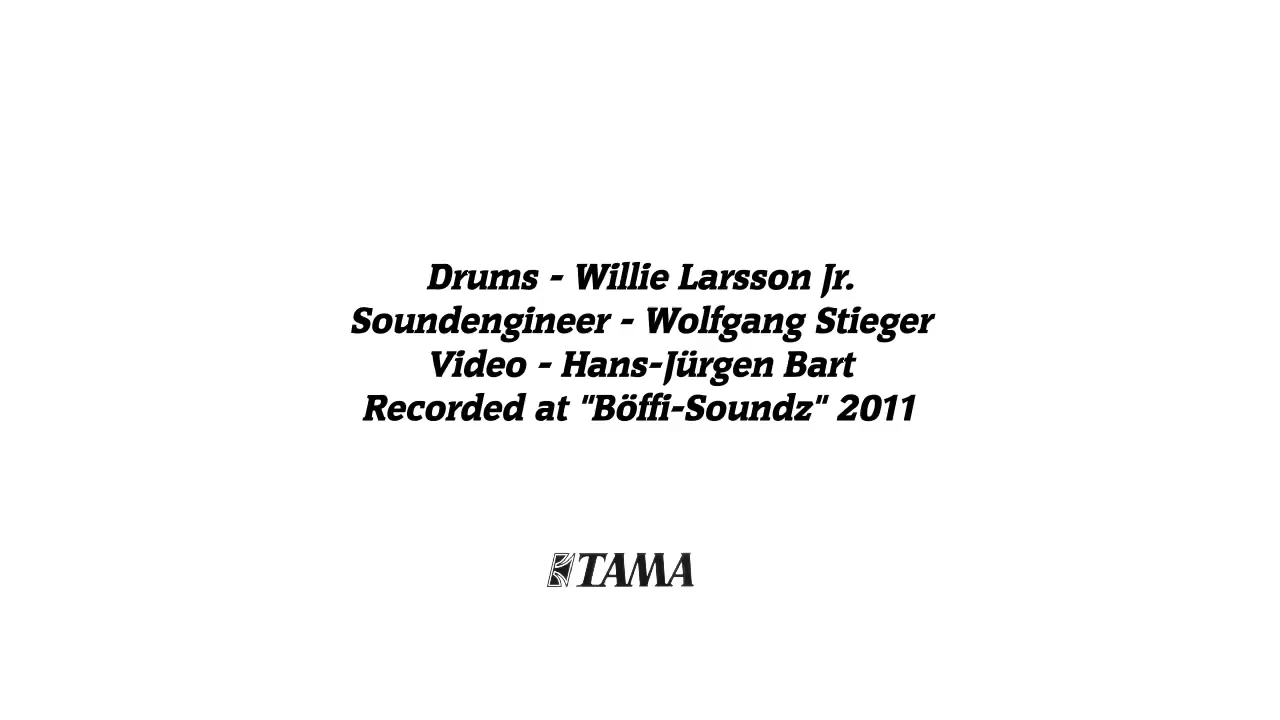 Drums - Willie Larsson Jr.
Soundengineer - Wolfgang Stieger
Video - Hans-Jürgen Bart
Recorded at "Böffi-Soundz" 2011
TAMA